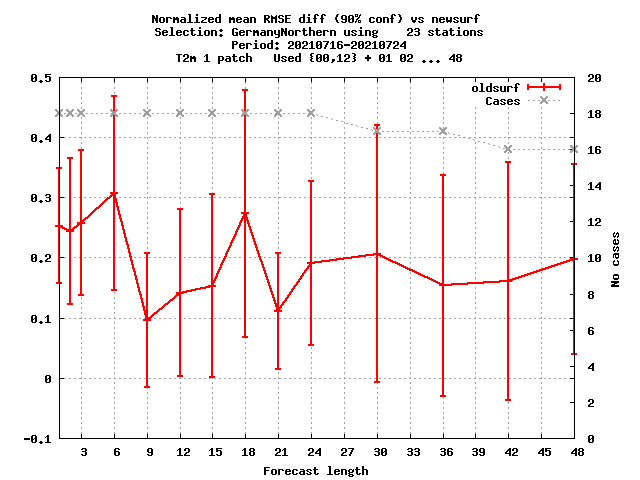 Normalized mean RMSE diff (90% conf) vs newsurf
Selection: GermanyNorthern using 23 stations
Period: 20210716-20210724
T2m 1 patch Used {00,12} + 01 02 ... 48
oldsurf
Cases
0.5
0.4
0.3
0.2
0.1
0
-0.1
20
18
16
14
12
10
8
6
4
2
0
No cases
3 6 9 12 15 18 21 24 27 30 33 36 39 42 45 48
Forecast length